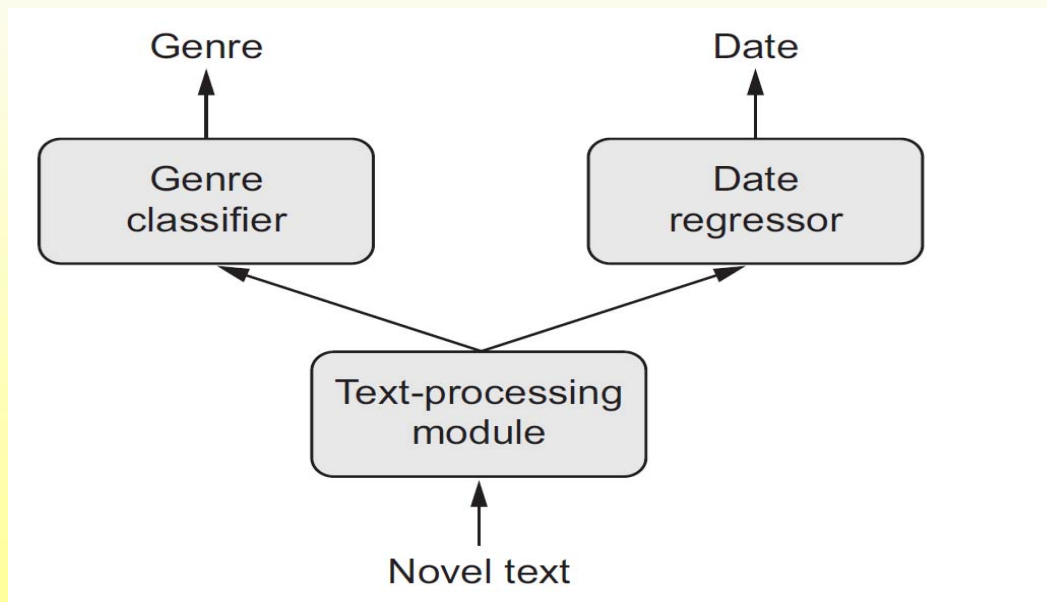 Genre
Date
Genre
classifier
Date
regressor
Text-processing
module
Novel text